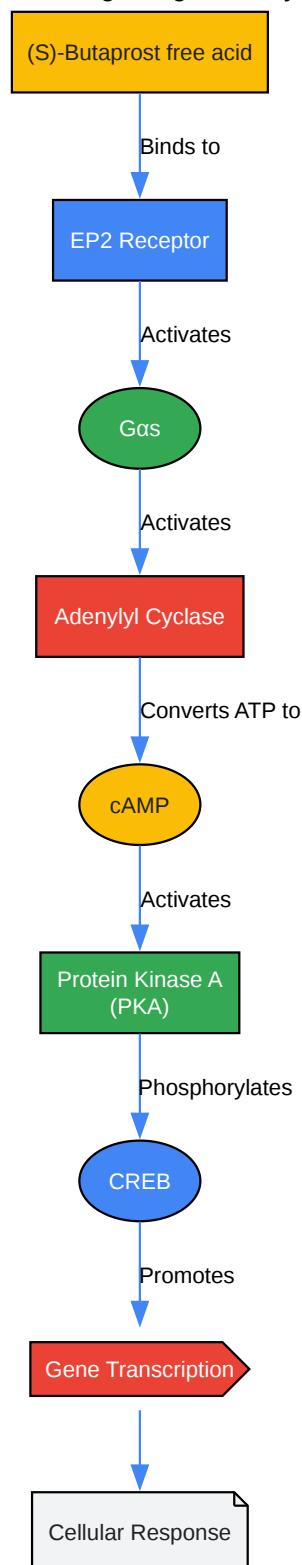 (S)-Butaprost free acid
Binds to
EP2 Receptor
Activates
Gαs
Activates
Adenylyl Cyclase
Converts ATP to
cAMP
Activates
Protein Kinase A
(PKA)
Phosphorylates
CREB
Promotes
Gene Transcription
Cellular Response